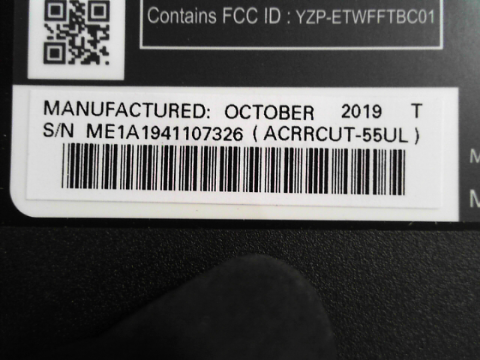 Contains FCC ID : YZP-ETWFFTBC01
MANUFACTURED: OCTOBER 2019 T
S/N ME1A1941107326 ( ACRRCUT-55UL )
M
M